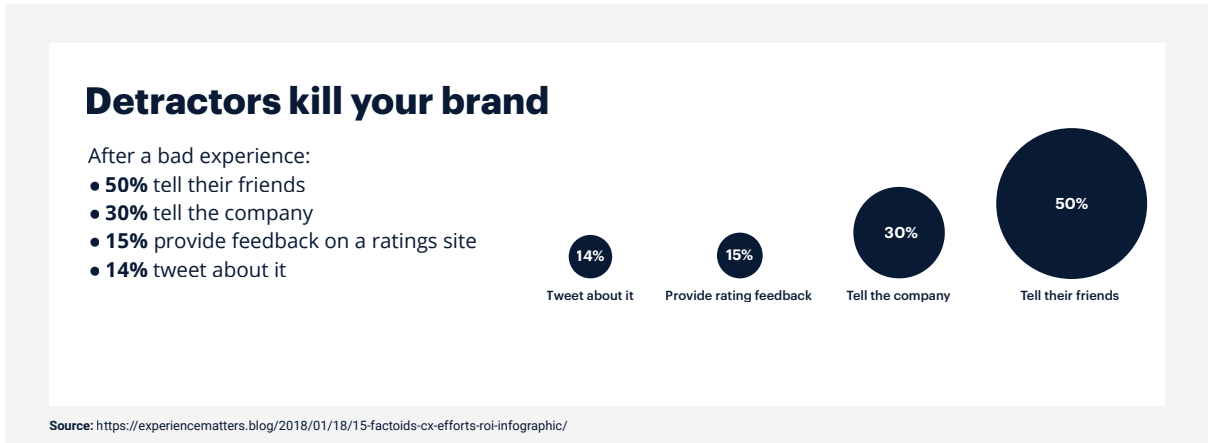 Detractors kill your brand
After a bad experience:
● 50% tell their friends
● 30% tell the company
● 15% provide feedback on a ratings site
● 14% tweet about it
14%
15%
30%
50%
Tweet about it
Provide rating feedback
Tell the company
Tell their friends
Source: https://experiencematters.blog/2018/01/18/15-factoids-cx-efforts-roi-infographic/